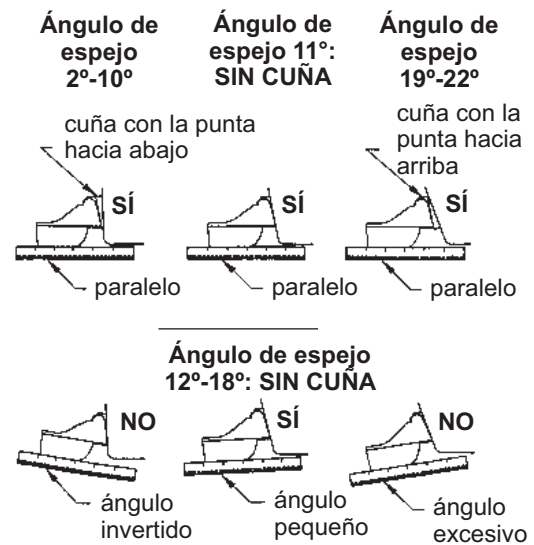 Ángulo de
espejo
2º-10º
Ángulo de
espejo 11°:
SIN CUÑA
Ángulo de
espejo
19º-22º
cuña con la punta
hacia abajo
cuña con la
punta hacia
arriba
SÍ
SÍ
SÍ
paralelo
paralelo
paralelo
Ángulo de espejo
12º-18º: SIN CUÑA
NO
SÍ
NO
ángulo
invertido
ángulo
pequeño
ángulo
excesivo